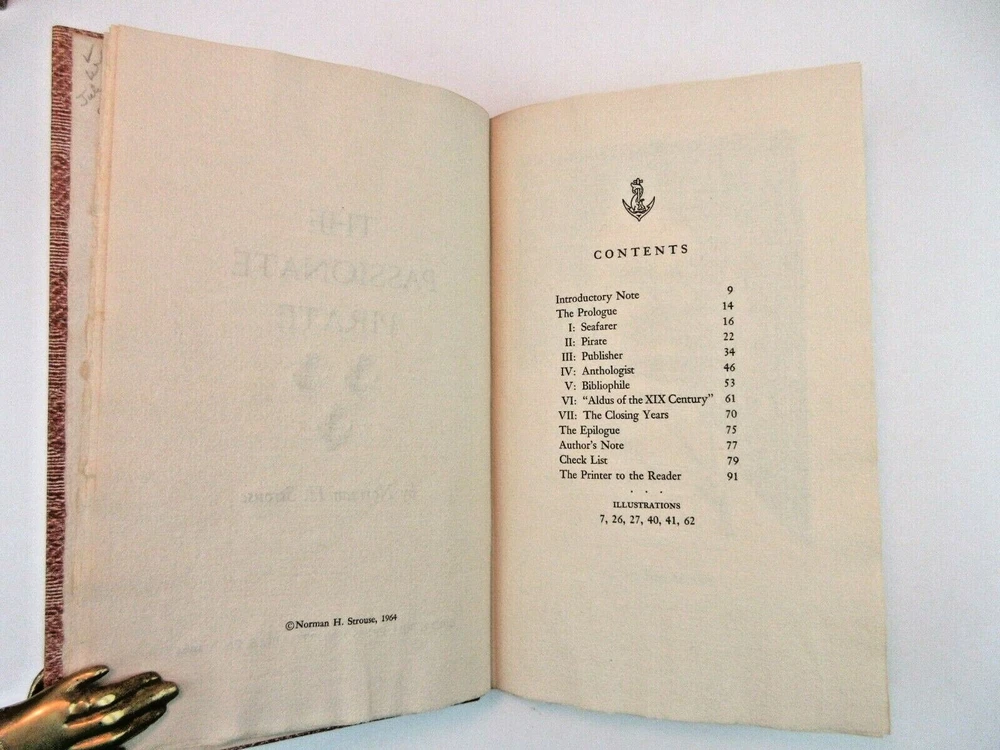 ©Norman H. Strouse, 1964
CONTENTS
Introductory Note 9
The Prologue 14
I: Seafarer 16
II: Pirate 22
III: Publisher 34
IV: Anthologist 46
V: Bibliophile 53
VI: "Aldus of the XIX Century" 61
VII: The Closing Years 70
The Epilogue 75
Author's Note 77
Check List 79
The Printer to the Reader 91
. . .
ILLUSTRATIONS
7, 26, 27, 40, 41, 62